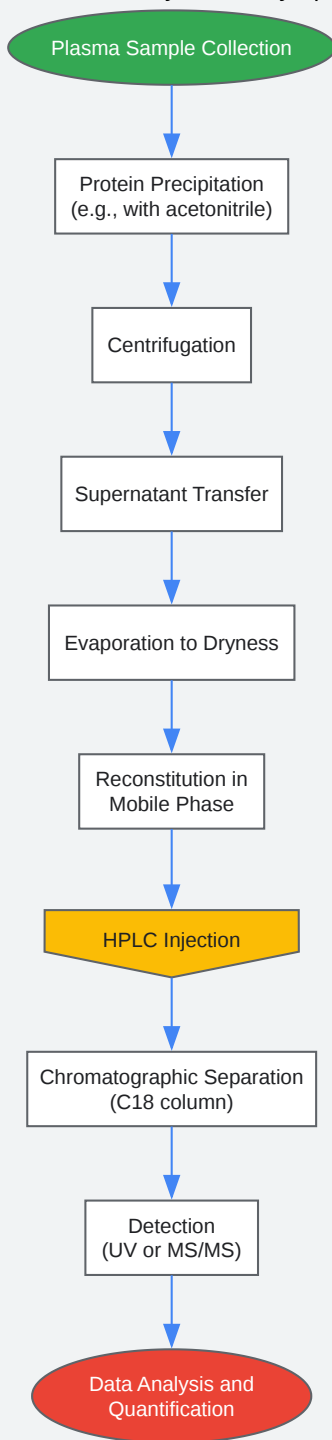 Plasma Sample Collection
Protein Precipitation
(e.g., with acetonitrile)
Centrifugation
Supernatant Transfer
Evaporation to Dryness
Reconstitution in
Mobile Phase
HPLC Injection
Chromatographic Separation
(C18 column)
Detection
(UV or MS/MS)
Data Analysis and
Quantification